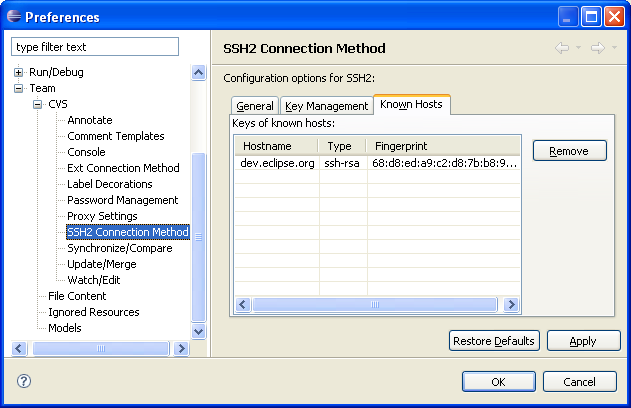 Preferences
type filter text
Run/Debug
Team
CVS
Annotate
Comment Templates
Console
Ext Connection Method
Label Decorations
Password Management
Proxy Settings
SSH2 Connection Method
Synchronize/Compare
Update/Merge
Watch/Edit
File Content
Ignored Resources
Models
SSH2 Connection Method
Configuration options for SSH2:
General Key Management Known Hosts
Keys of known hosts:
Hostname Type Fingerprint
dev.eclipse.org ssh-rsa 68:d8:ed:a9:c2:d8:7b:b8:9...
Remove
Restore Defaults Apply
? OK Cancel